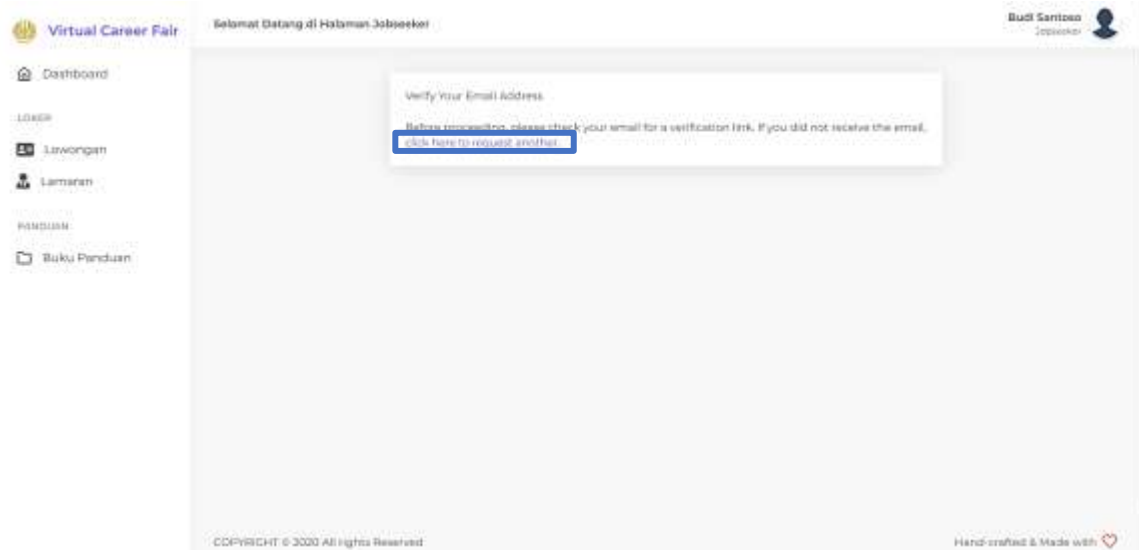 Virtual Career Fair
Selamat Datang di Halaman Jobseeker
Budi Santoso
Jobseeker
Dashboard
LOKER
Lowongan
Lamaran
PANDUAN
Buku Panduan
Verify Your Email Address
Before proceeding, please check your email for a verification link. If you did not receive the email,
click here to request another.
COPYRIGHT © 2020 All rights Reserved
Hand-crafted & Made with